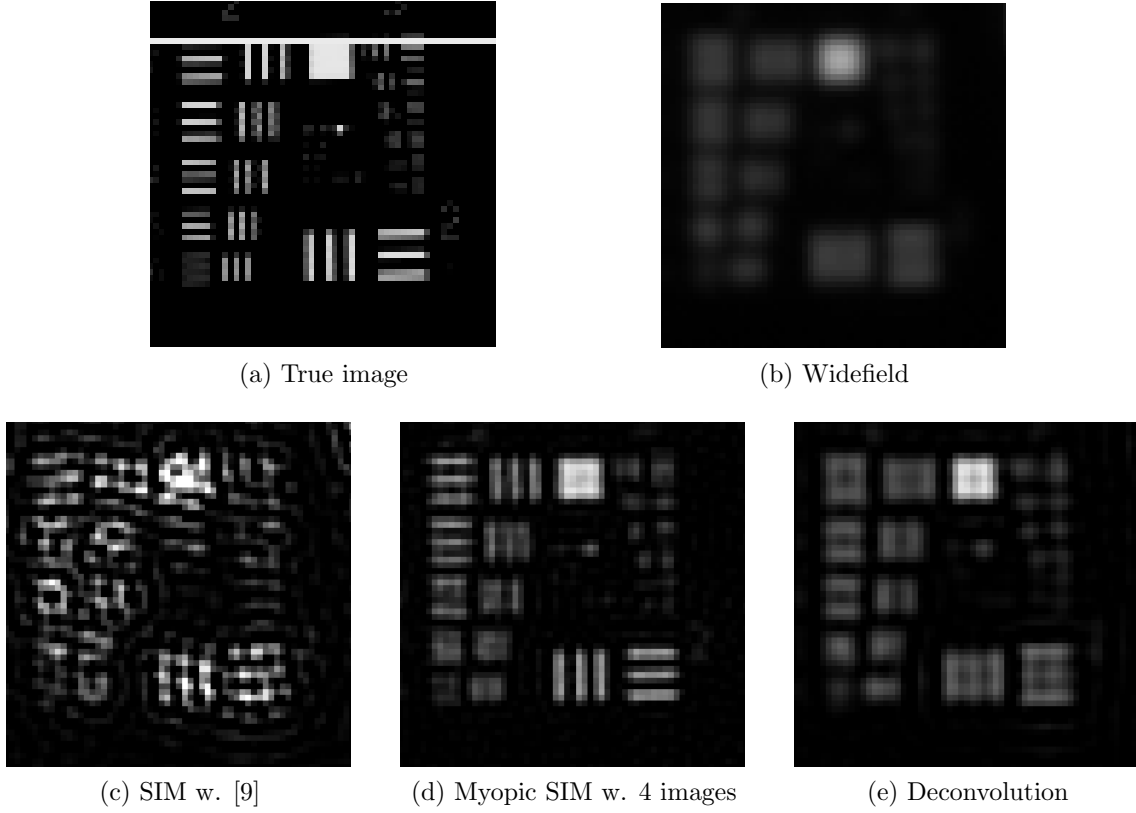 (a) True image
(b) Widefield
(c) SIM w. [9]
(d) Myopic SIM w. 4 images
(e) Deconvolution